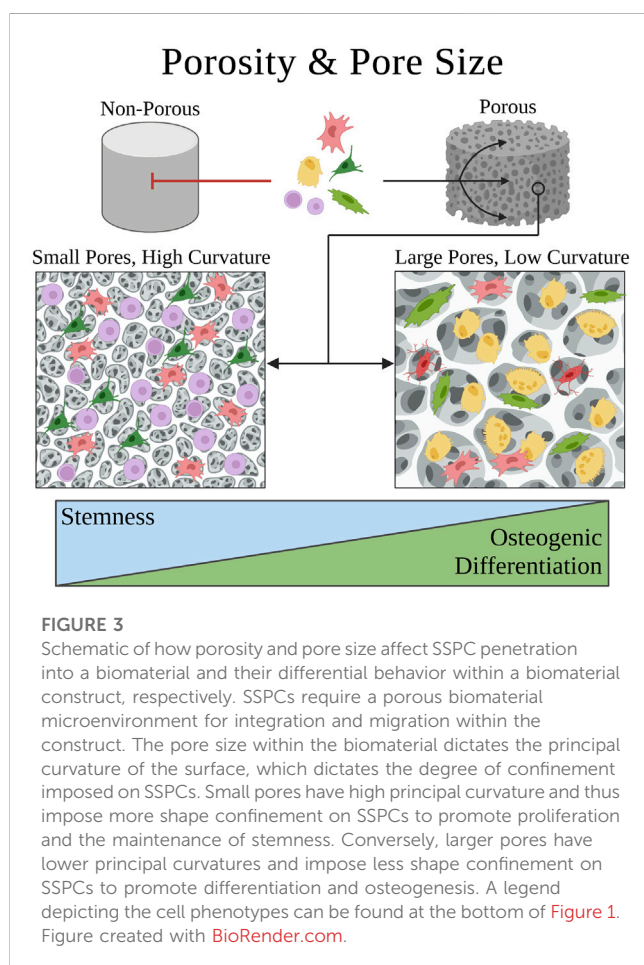 Porosity & Pore Size
Non-Porous
Porous
Small Pores, High Curvature
Large Pores, Low Curvature
Stemness
Osteogenic
Differentiation
FIGURE 3
Schematic of how porosity and pore size affect SSPC penetration
into a biomaterial and their differential behavior within a biomaterial
construct, respectively. SSPCs require a porous biomaterial
microenvironment for integration and migration within the
construct. The pore size within the biomaterial dictates the principal
curvature of the surface, which dictates the degree of confinement
imposed on SSPCs. Small pores have high principal curvature and thus
impose more shape confinement on SSPCs to promote proliferation
and the maintenance of stemness. Conversely, larger pores have
lower principal curvatures and impose less shape confinement on
SSPCs to promote differentiation and osteogenesis. A legend
depicting the cell phenotypes can be found at the bottom of Figure 1.
Figure created with BioRender.com.